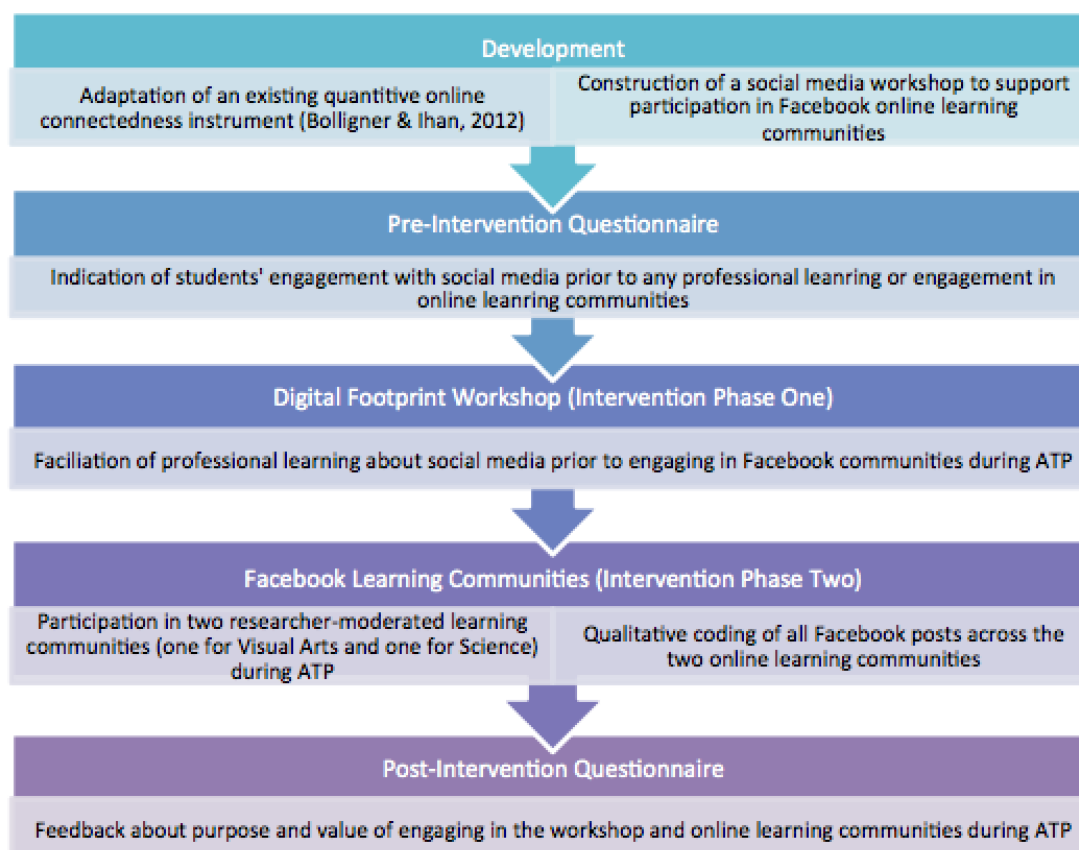 Development
Adaptation of an existing quantitive online
connectedness instrument (Bolligner & Ihan, 2012)
Construction of a social media workshop to support
participation in Facebook online learning
communities
Pre-Intervention Questionnaire
Indication of students' engagement with social media prior to any professional leanring or engagement in
online leanring communities
Digital Footprint Workshop (Intervention Phase One)
Faciliation of professional learning about social media prior to engaging in Facebook communities during ATP
Facebook Learning Communities (Intervention Phase Two)
Participation in two researcher-moderated learning
communities (one for Visual Arts and one for Science)
during ATP
Qualitative coding of all Facebook posts across the
two online learning communities
Post-Intervention Questionnaire
Feedback about purpose and value of engaging in the workshop and online learning communities during ATP